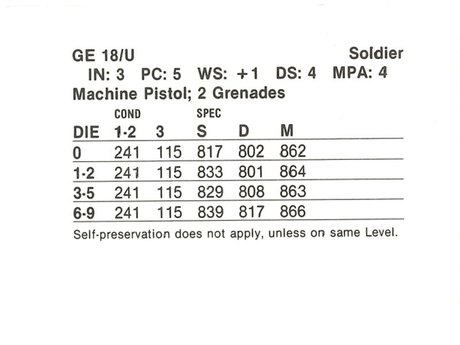 GE 18/U Soldier
IN: 3 PC: 5 WS: +1 DS: 4 MPA: 4
Machine Pistol; 2 Grenades
COND SPEC
DIE 1-2 3 S D M
0 241 115 817 802 862
1-2 241 115 833 801 864
3-5 241 115 829 808 863
6-9 241 115 839 817 866
Self-preservation does not apply, unless on same Level.